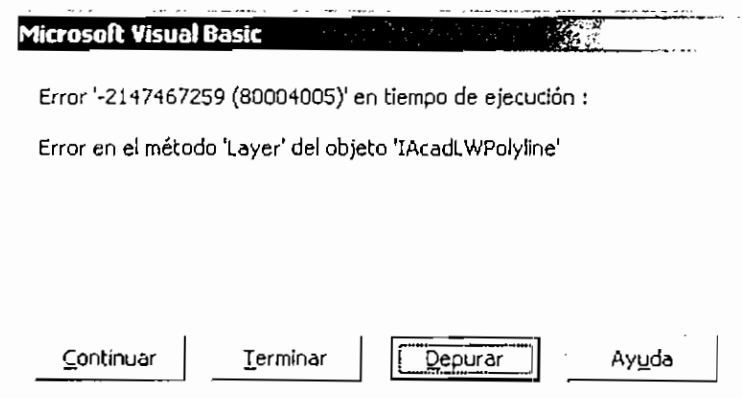 Microsoft Visual Basic
Error '-2147467259 (80004005)' en tiempo de ejecución :
Error en el método 'Layer' del objeto 'IAcadLWPolyline'
Continuar Terminar Depurar Ayuda